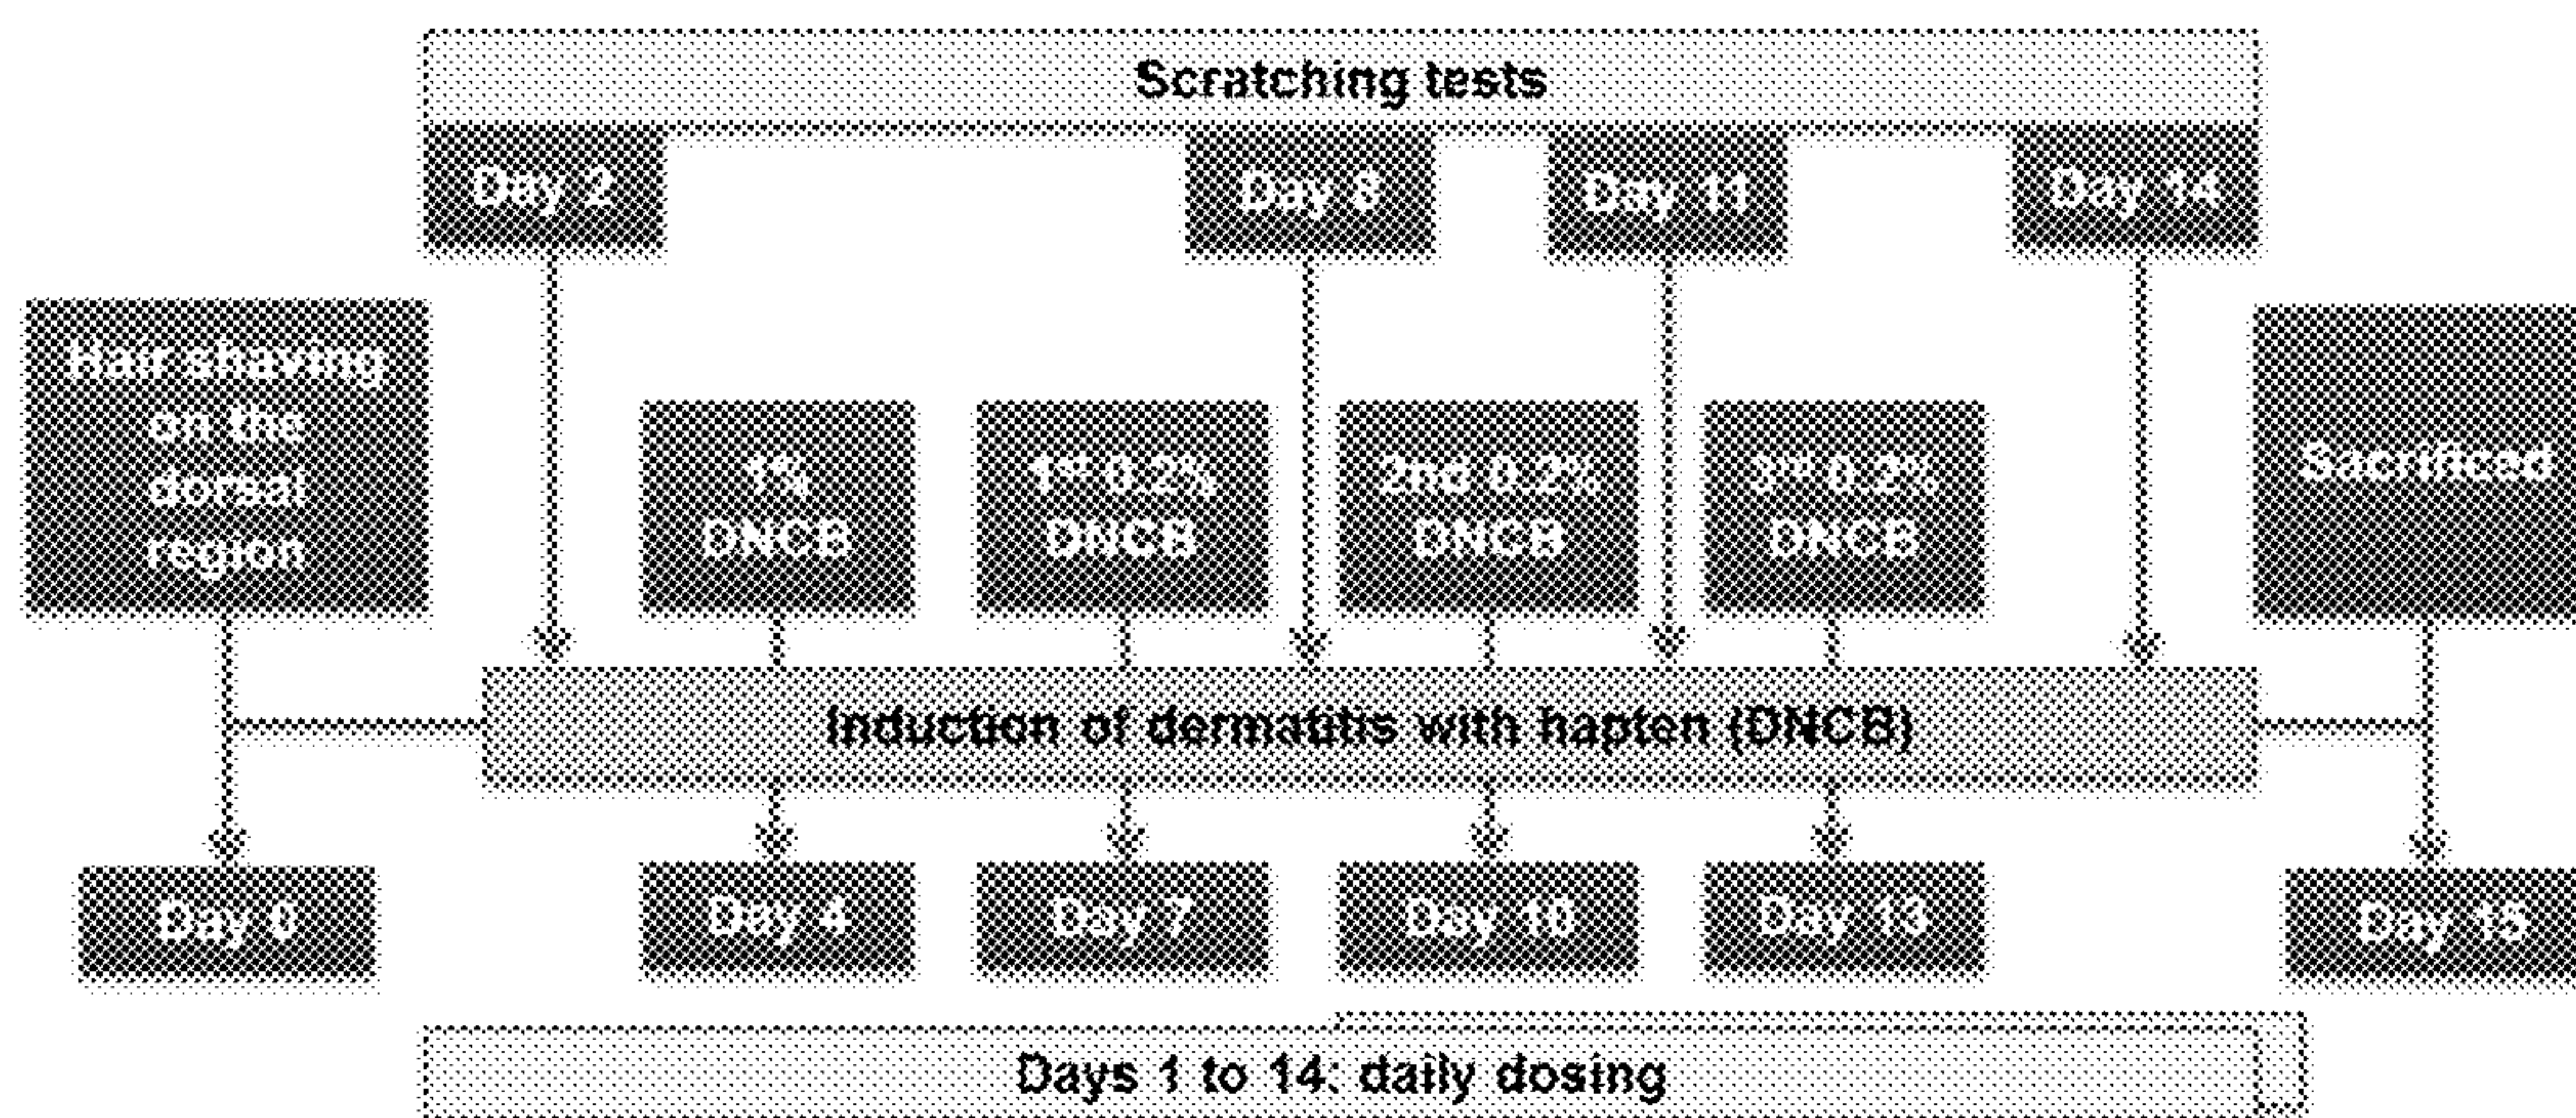 Scratching tests
Day 2
Day 8
Day 11
Day 14
Hair shaving
on the
dorsal
region
1%
DNCB
1st 0.2%
DNCB
2nd 0.2%
DNCB
3rd 0.2%
DNCB
Sacrificed
Induction of dermatitis with hapten (DNCB)
Day 0
Day 4
Day 7
Day 10
Day 13
Day 15
Days 1 to 14: daily dosing